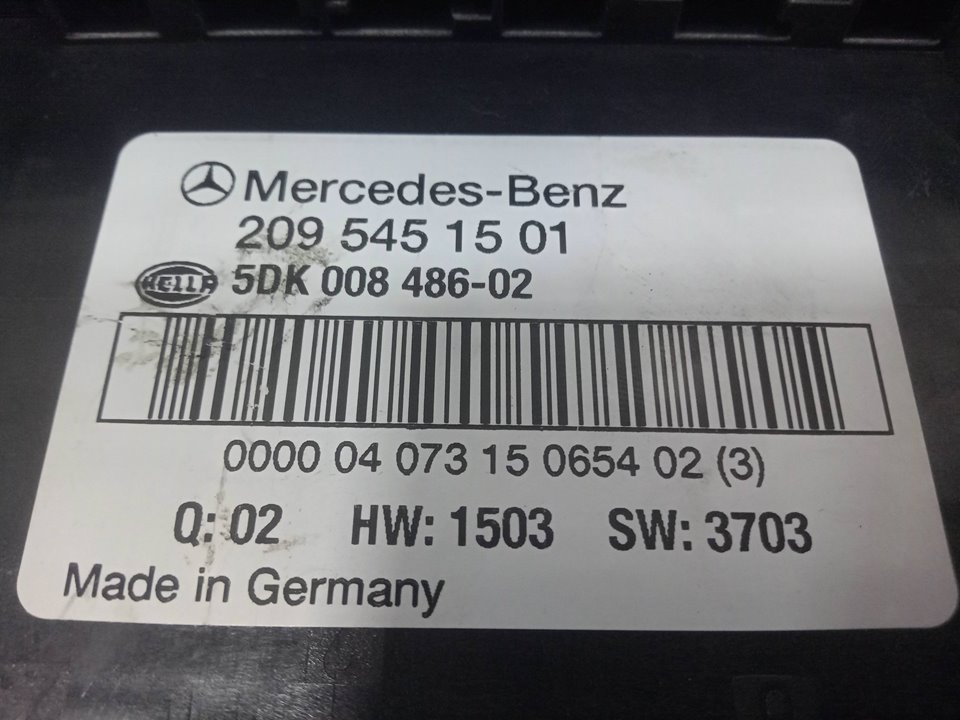 Mercedes-Benz
209 545 15 01
HELLA 5DK 008 486-02
0000 04 073 15 0654 02 (3)
Q: 02 HW: 1503 SW: 3703
Made in Germany